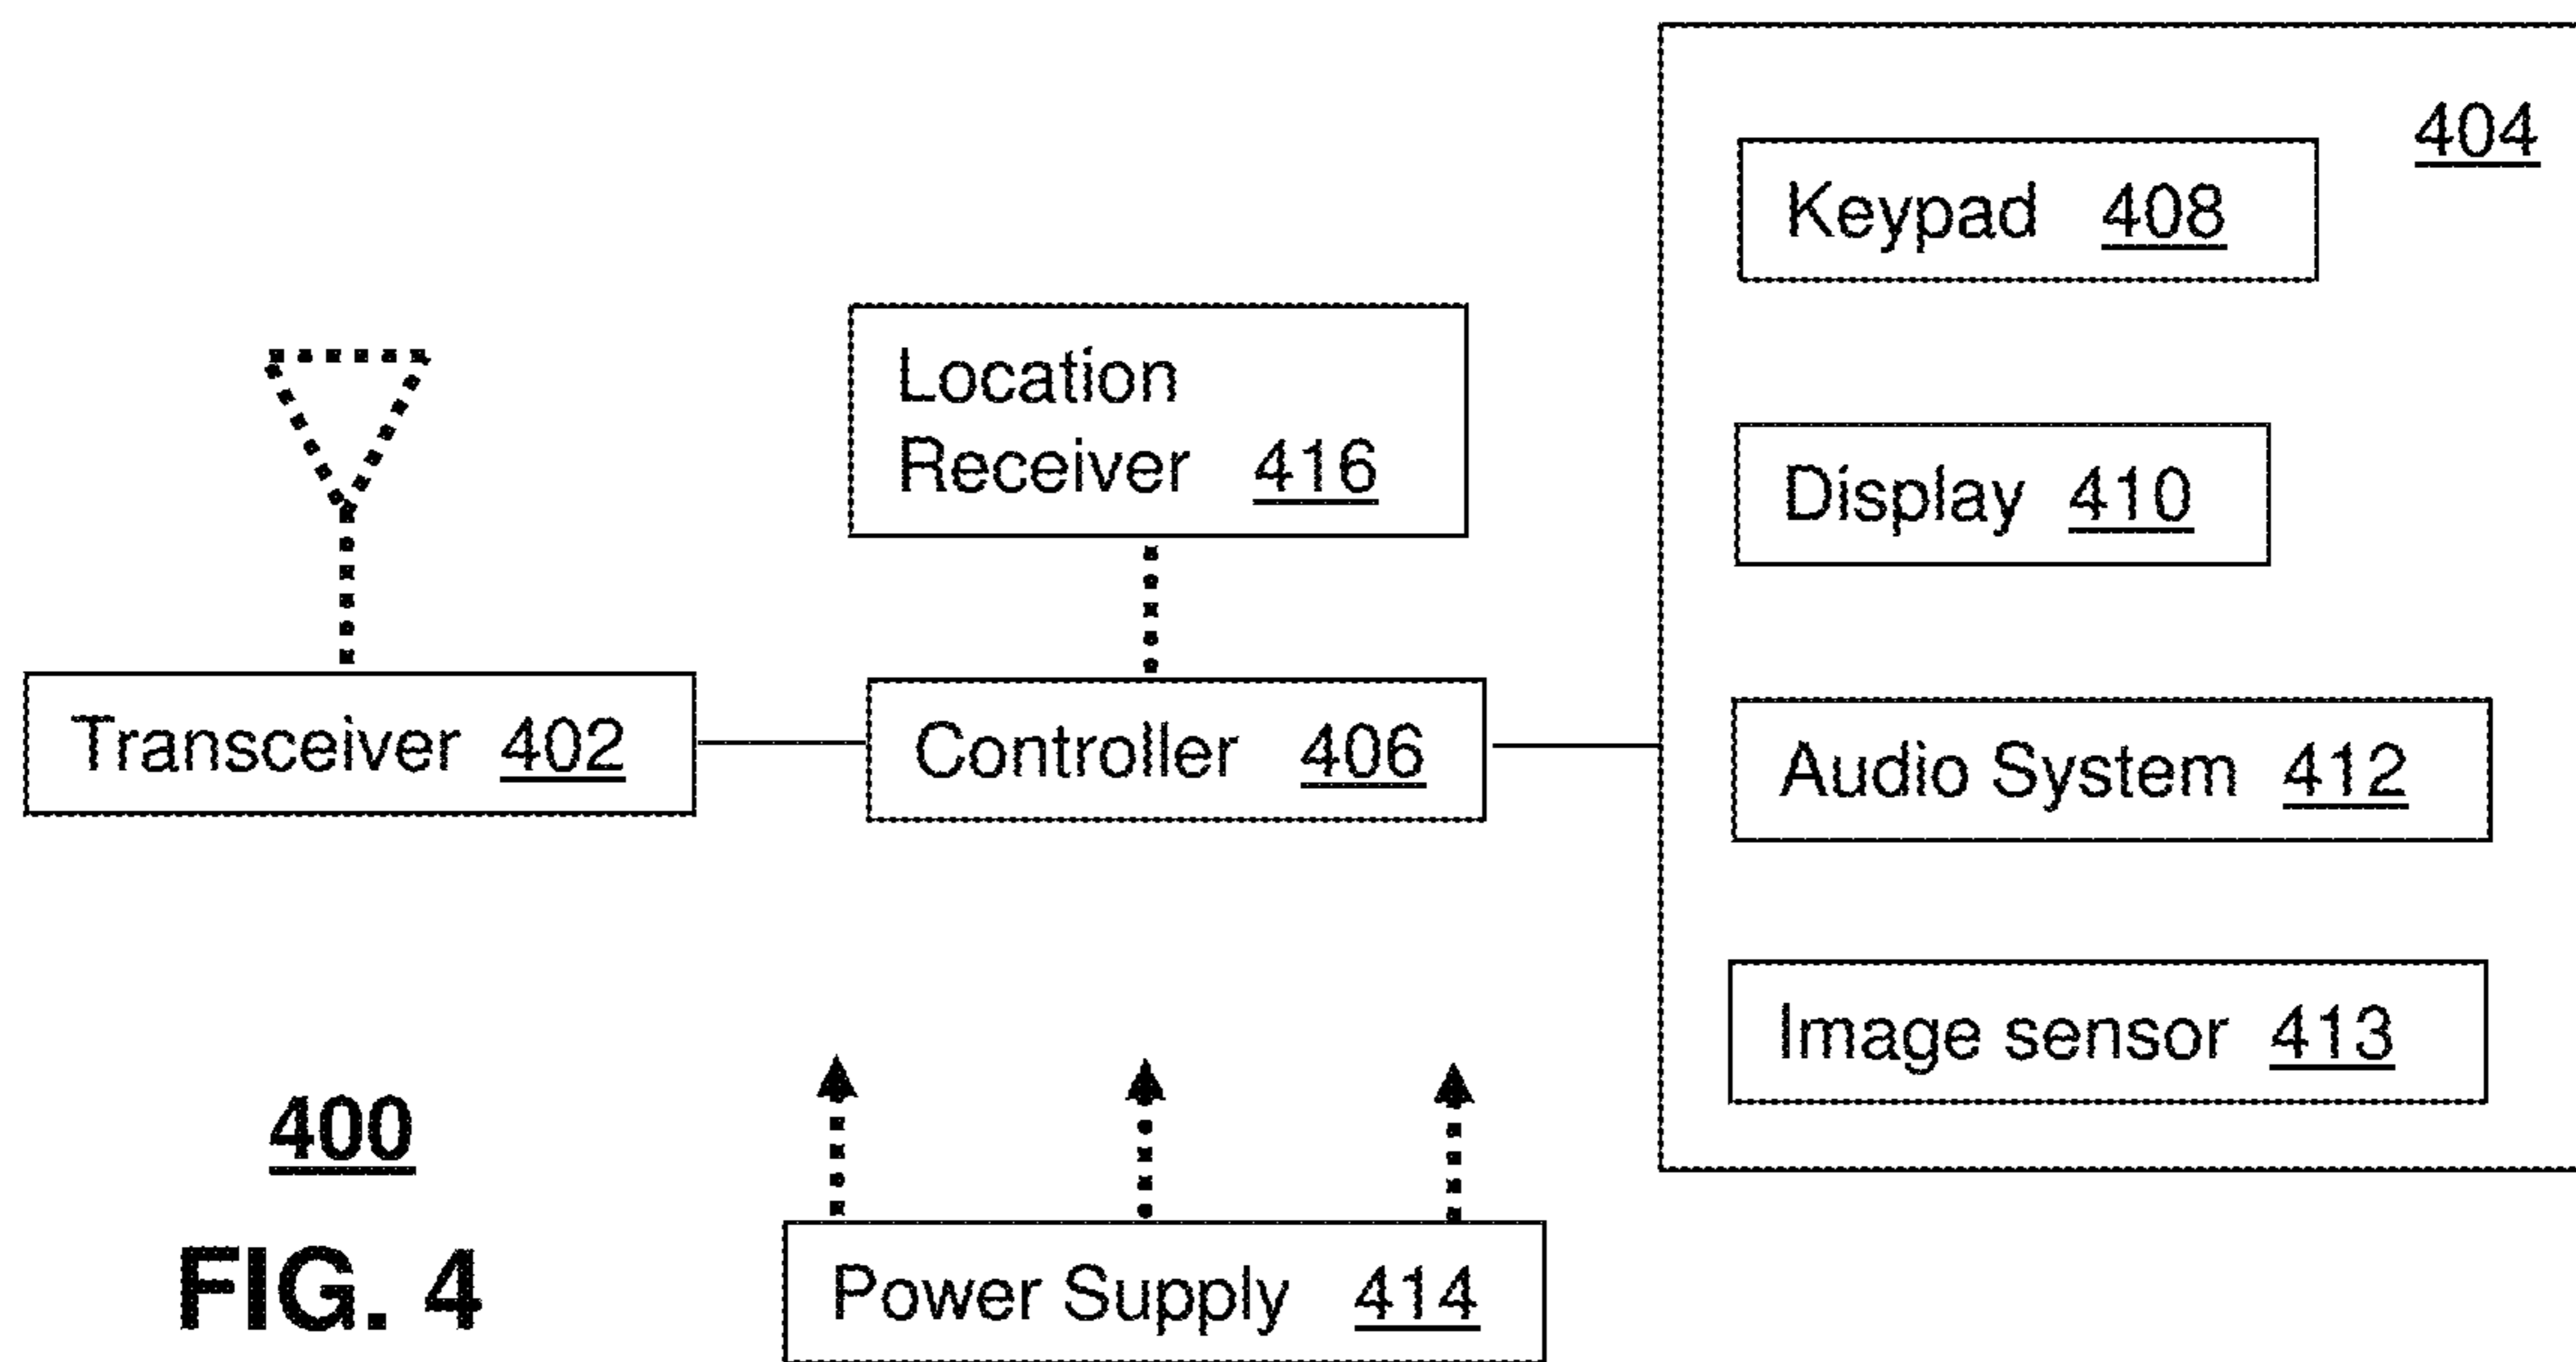 404
Keypad 408
Location
Receiver 416
Display 410
Transceiver 402
Controller 406
Audio System 412
Image sensor 413
400
FIG. 4
Power Supply 414